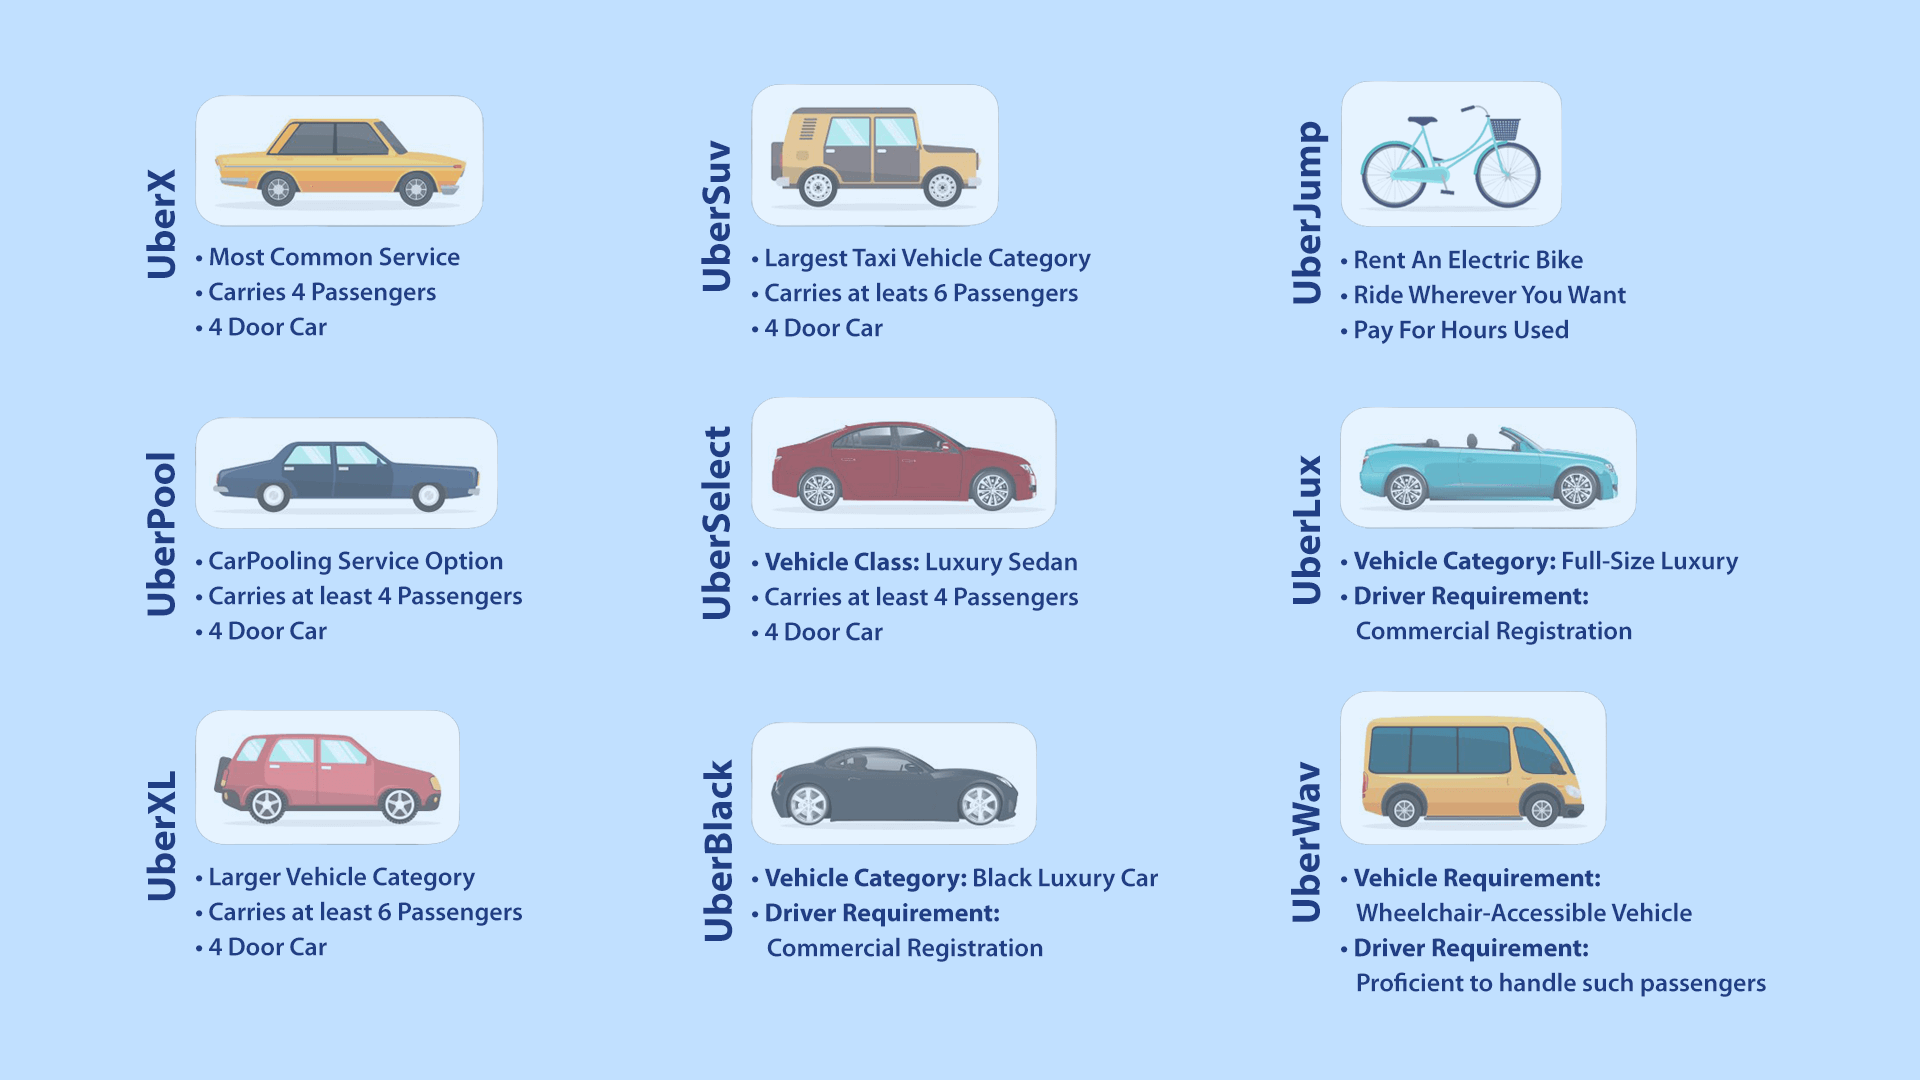 UberX
• Most Common Service
• Carries 4 Passengers
• 4 Door Car
UberSuv
• Largest Taxi Vehicle Category
• Carries at leats 6 Passengers
• 4 Door Car
UberJump
• Rent An Electric Bike
• Ride Wherever You Want
• Pay For Hours Used
UberPool
• CarPooling Service Option
• Carries at least 4 Passengers
• 4 Door Car
UberSelect
• Vehicle Class: Luxury Sedan
• Carries at least 4 Passengers
• 4 Door Car
UberLux
• Vehicle Category: Full-Size Luxury
• Driver Requirement:
Commercial Registration
UberXL
• Larger Vehicle Category
• Carries at least 6 Passengers
• 4 Door Car
UberBlack
• Vehicle Category: Black Luxury Car
• Driver Requirement:
Commercial Registration
UberWav
• Vehicle Requirement:
Wheelchair-Accessible Vehicle
• Driver Requirement:
Proficient to handle such passengers